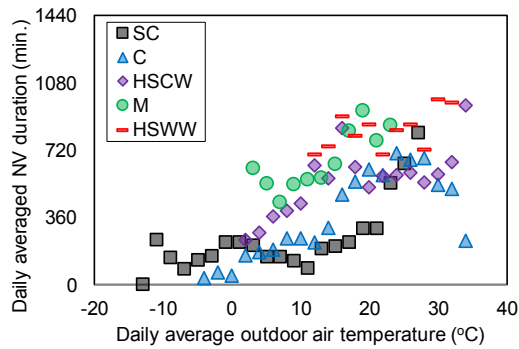 Daily averaged NV duration (min.)
1440
1080
720
360
0
SC
C
HSCW
M
HSWW
-20 -10 0 10 20 30 40
Daily average outdoor air temperature (°C)